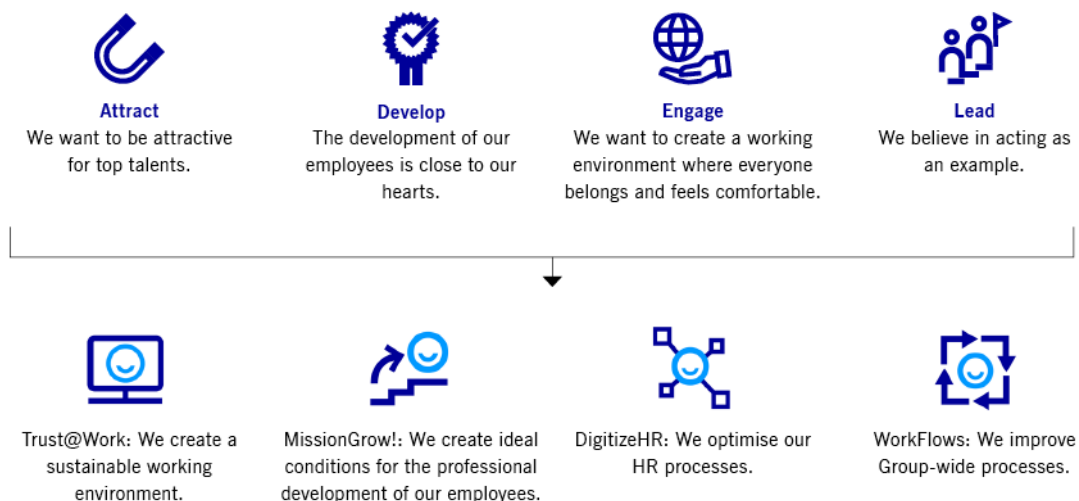 Attract
We want to be attractive
for top talents.
Develop
The development of our
employees is close to our
hearts.
Engage
We want to create a working
environment where everyone
belongs and feels comfortable.
Lead
We believe in acting as
an example.
Trust@Work: We create a
sustainable working
environment.
MissionGrow!: We create ideal
conditions for the professional
development of our employees.
DigitizeHR: We optimise our
HR processes.
WorkFlows: We improve
Group-wide processes.